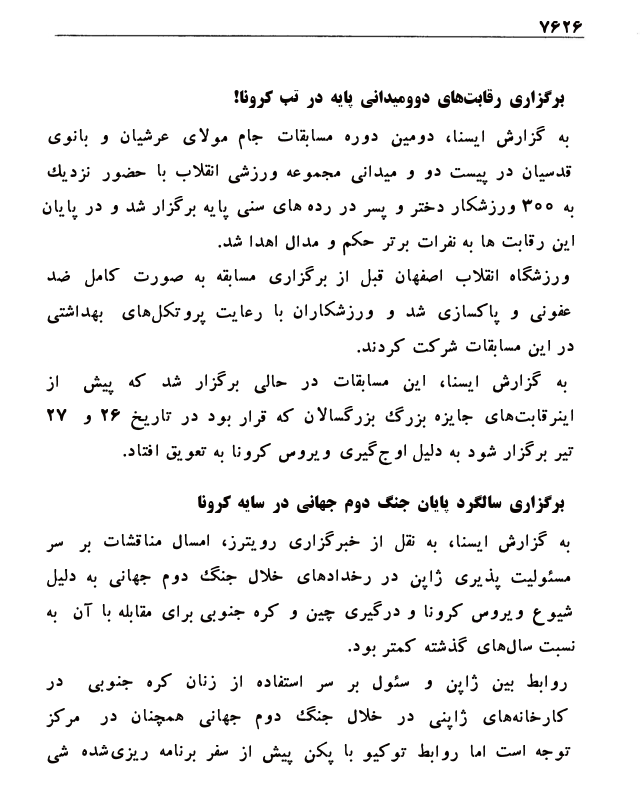 ۷۶۲۶
برگزاری رقابت‌های دوومیدانی پایه در تب کرونا!
به گزارش ایسنا، دومین دوره مسابقات جام مولای عرشیان و بانوی
قدسیان در پیست دو و میدانی مجموعه ورزشی انقلاب با حضور نزدیك
به ۳۰۰ ورزشکار دختر و پسر در رده های سنی پایه برگزار شد و در پایان
این رقابت ها به نفرات برتر حکم و مدال اهدا شد.
ورزشگاه انقلاب اصفهان قبل از برگزاری مسابقه به صورت کامل ضد
عفونی و پاکسازی شد و ورزشکاران با رعایت پروتکل‌های بهداشتی
در این مسابقات شرکت کردند.
به گزارش ایسنا، این مسابقات در حالی برگزار شد که پیش از
اینرقابت‌های جایزه بزرگ بزرگسالان که قرار بود در تاریخ ۲۶ و ۲۷
تیر برگزار شود به دلیل اوج‌گیری ویروس کرونا به تعویق افتاد.
برگزاری سالگرد پایان جنگ دوم جهانی در سایه کرونا
به گزارش ایسنا، به نقل از خبرگزاری رویترز، امسال مناقشات بر سر
مسئولیت پذیری ژاپن در رخدادهای خلال جنگ دوم جهانی به دلیل
شیوع ویروس کرونا و درگیری چین و کره جنوبی برای مقابله با آن به
نسبت سال‌های گذشته کمتر بود.
روابط بین ژاپن و سئول بر سر استفاده از زنان کره جنوبی در
کارخانه‌های ژاپنی در خلال جنگ دوم جهانی همچنان در مرکز
توجه است اما روابط توکیو با پکن پیش از سفر برنامه ریزی‌شده شی